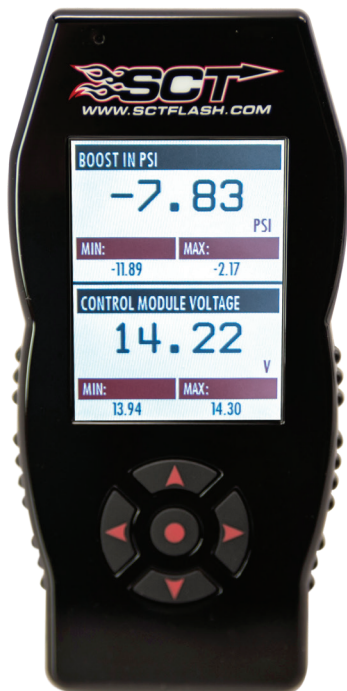 SCT
WWW.SCTFLASH.COM
BOOST IN PSI
-7.83
PSI
MIN: MAX:
-11.89 -2.17
CONTROL MODULE VOLTAGE
14.22
V
MIN: MAX:
13.94 14.30